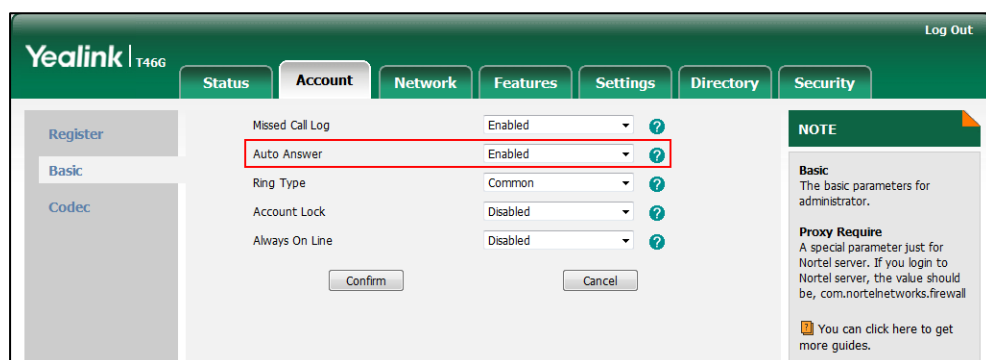 Log Out
Yealink T46G
Status Account Network Features Settings Directory Security
Register
Basic
Codec
Missed Call Log Enabled ?
Auto Answer Enabled ?
Ring Type Common ?
Account Lock Disabled ?
Always On Line Disabled ?
Confirm Cancel
NOTE
Basic
The basic parameters for
administrator.
Proxy Require
A special parameter just for
Nortel server. If you login to
Nortel server, the value should
be, com.nortelnetworks.firewall
? You can click here to get
more guides.